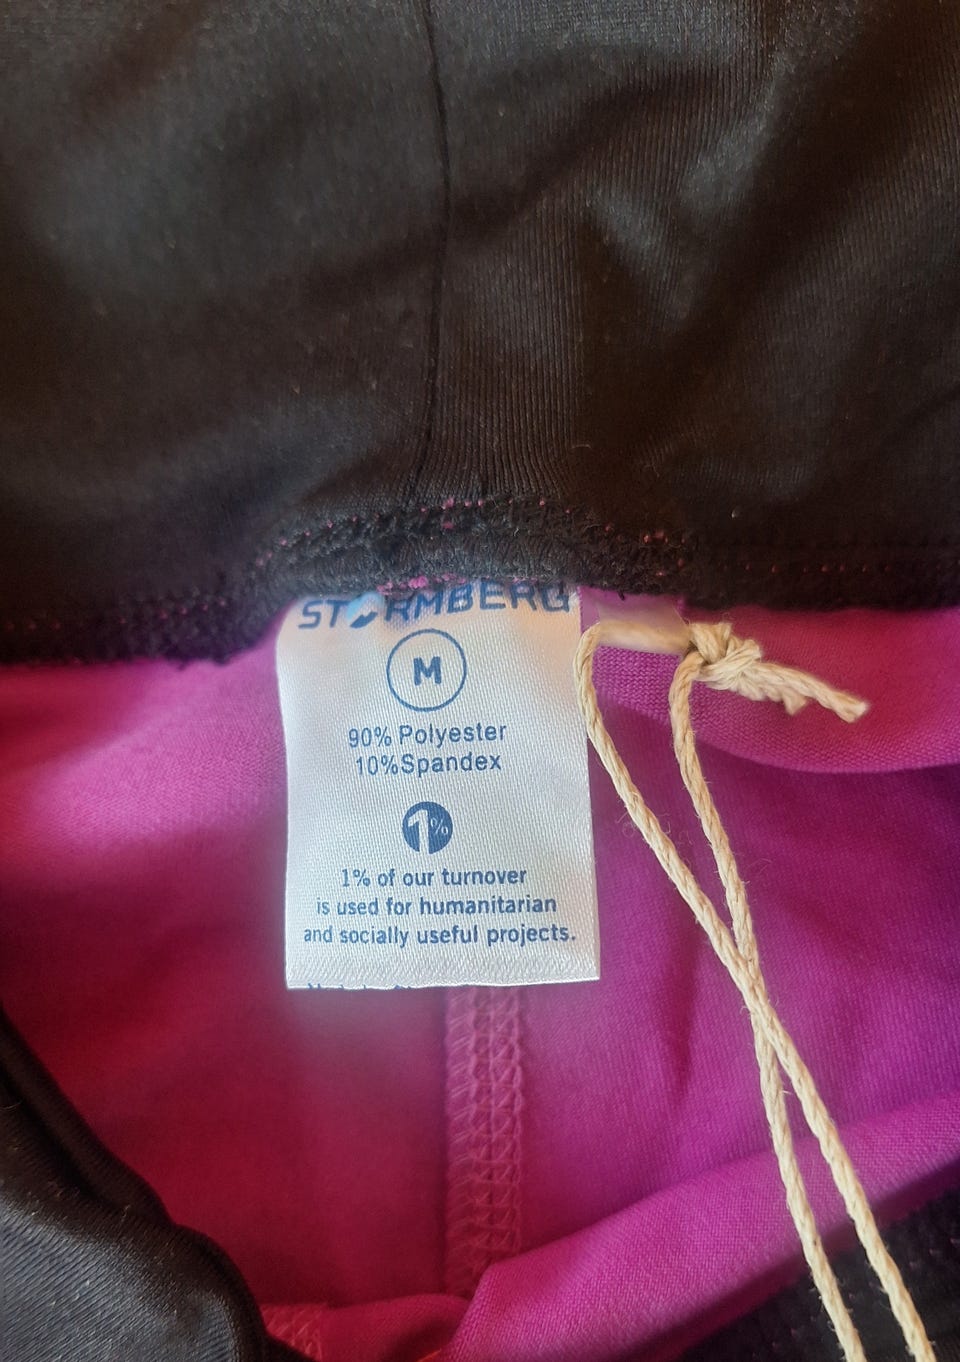 STORMBERG
M
90% Polyester
10%Spandex
1%
1% of our turnover
is used for humanitarian
and socially useful projects.